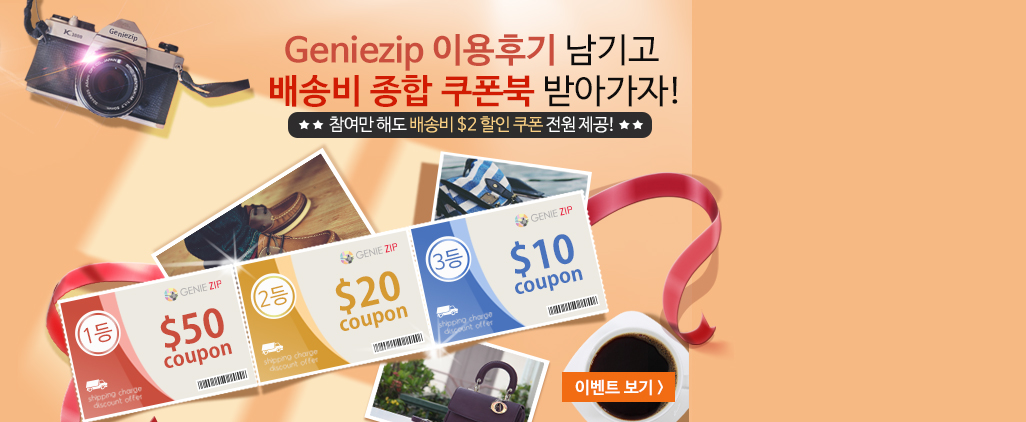 K1000
Geniezip
Geniezip 이용후기 남기고
배송비 종합 쿠폰북 받아가자!
★★ 참여만 해도 배송비 $2 할인 쿠폰 전원 제공! ★★
GENIE ZIP
3등
$10
coupon
shipping charge
discount offer
GENIE ZIP
2등
$20
coupon
shipping charge
discount offer
GENIE ZIP
1등
$50
coupon
shipping charge
discount offer
이벤트 보기 〉